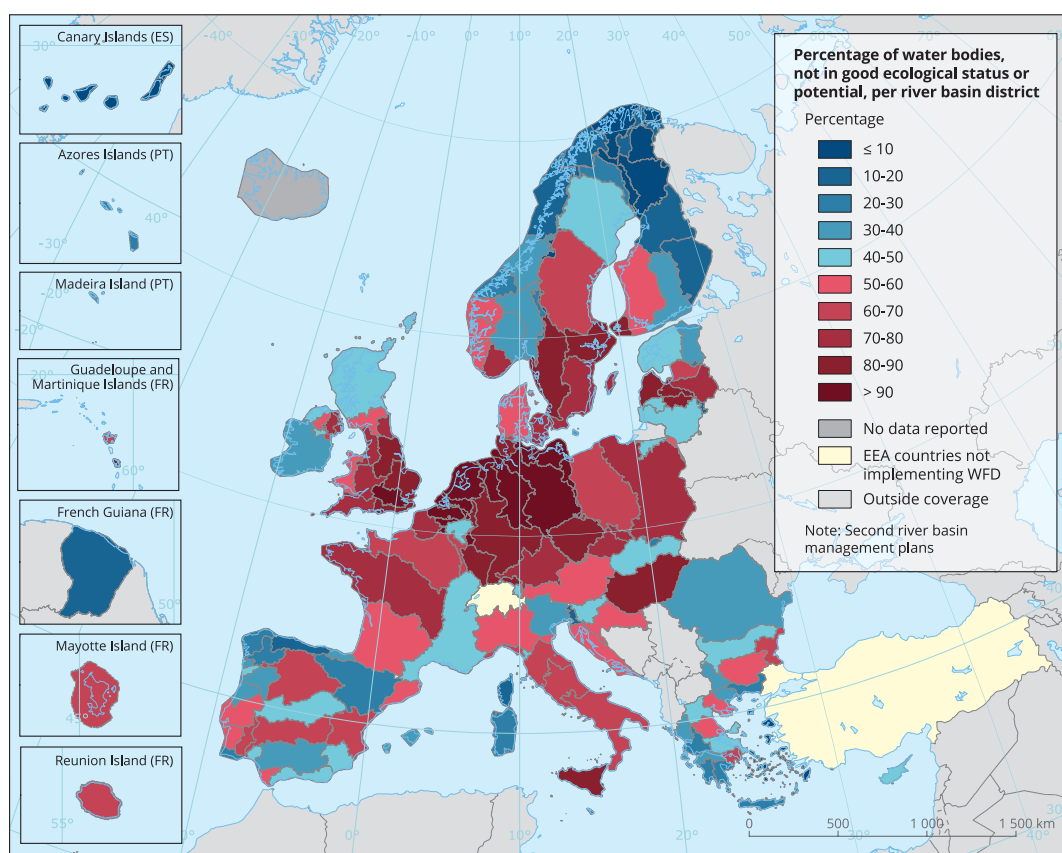 Canary Islands (ES)
30°
Azores Islands (PT)
40°
-30°
Madeira Island (PT)
-20°
20°
Guadeloupe and
Martinique Islands (FR)
60°
French Guiana (FR)
50°
Mayotte Island (FR)
45°
Reunion Island (FR)
55°
-40°
-30°
-20°
-10°
0°
10°
20°
30°
40°
50°
Percentage of water bodies,
not in good ecological status or
potential, per river basin district
Percentage
≤ 10
10-20
20-30
30-40
40-50
50-60
60-70
70-80
80-90
> 90
No data reported
EEA countries not
implementing WFD
Outside coverage
Note: Second river basin
management plans
0°
10°
20°
30°
40°
0 500 1 000 1 500 km